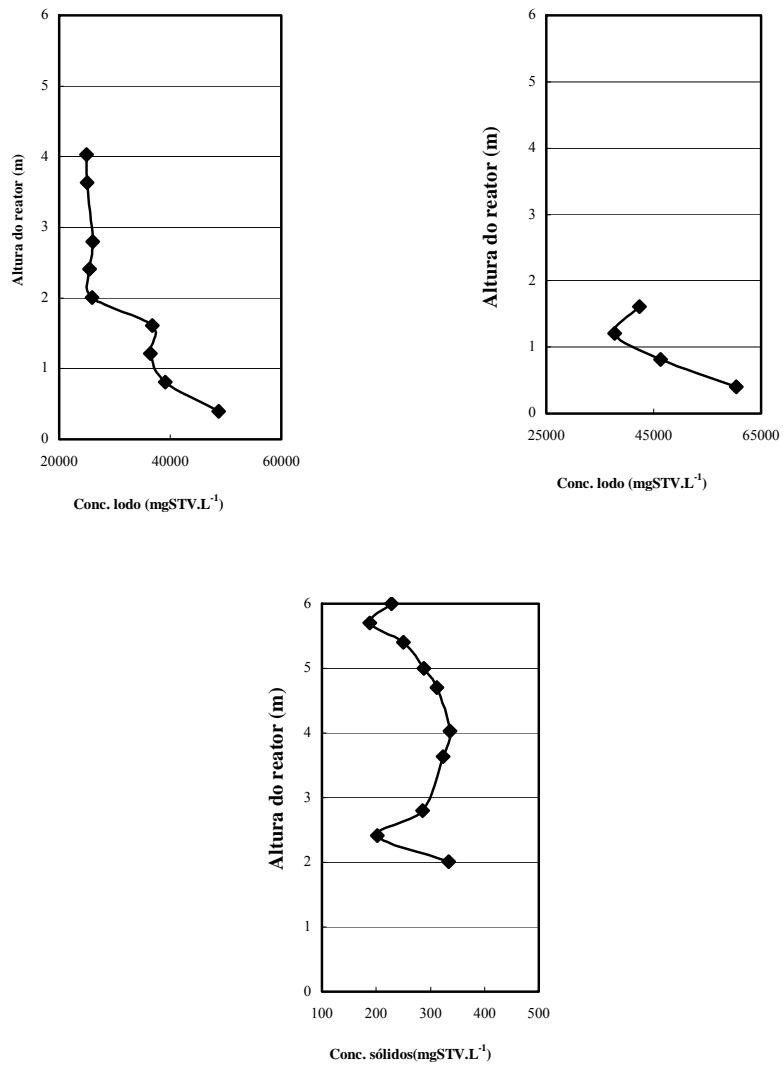 6
5
4
3
2
1
0
20000 40000 60000
Altura do reator (m)
Conc. lodo (mgSTV.L⁻¹)
6
5
4
3
2
1
0
25000 45000 65000
Altura do reator (m)
Conc. lodo (mgSTV.L⁻¹)
6
5
4
3
2
1
0
100 200 300 400 500
Altura do reator (m)
Conc. sólidos(mgSTV.L⁻¹)